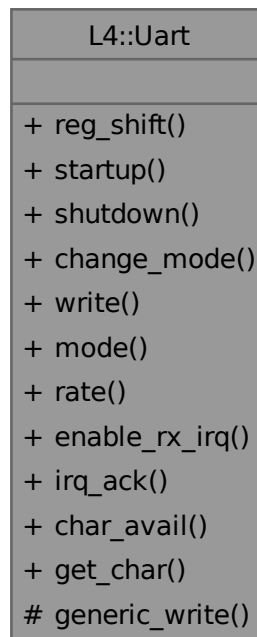 L4::Uart
+ reg_shift()
+ startup()
+ shutdown()
+ change_mode()
+ write()
+ mode()
+ rate()
+ enable_rx_irq()
+ irq_ack()
+ char_avail()
+ get_char()
# generic_write()